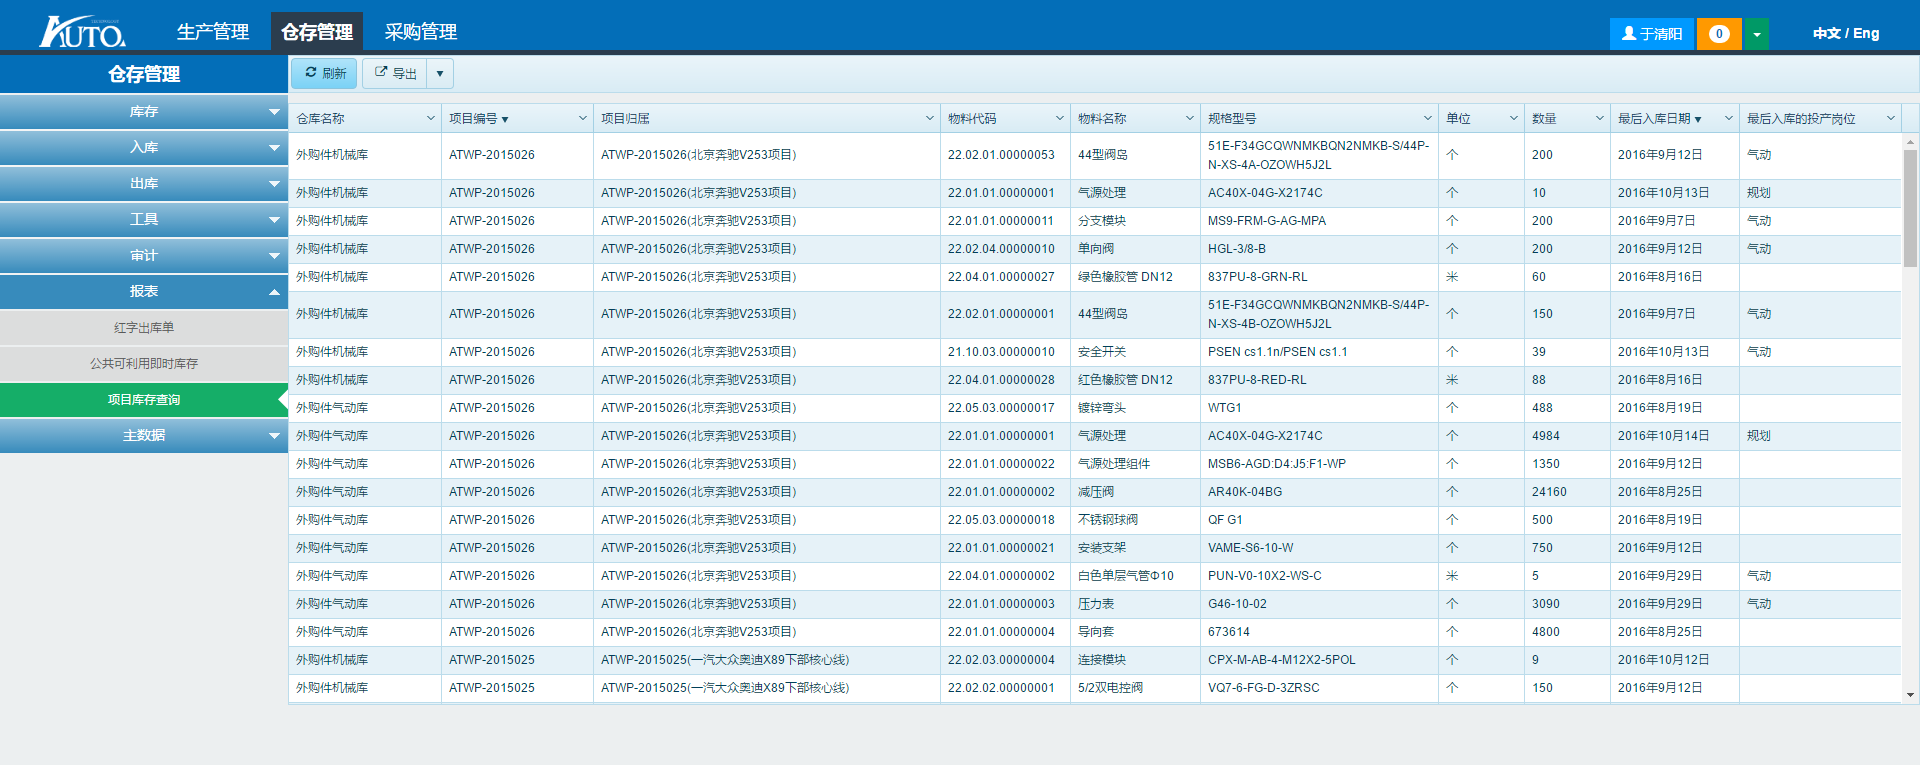 AUTO.
生产管理 仓存管理 采购管理 于清阳 0 中文 / Eng
仓存管理
库存
入库
出库
工具
审计
报表
红字出库单
公共可利用即时库存
项目库存查询
主数据
刷新 导出
仓库名称 项目编号 项目归属 物料代码 物料名称 规格型号 单位 数量 最后入库日期 最后入库的投产岗位
外购件机械库 ATWP-2015026 ATWP-2015026(北京奔驰V253项目) 22.02.01.00000053 44型阀岛 51E-F34GCQWNMKBQN2NMKB-S/44P-
N-XS-4A-OZOWH5J2L 个 200 2016年9月12日 气动
外购件机械库 ATWP-2015026 ATWP-2015026(北京奔驰V253项目) 22.01.01.00000001 气源处理 AC40X-04G-X2174C 个 10 2016年10月13日 规划
外购件机械库 ATWP-2015026 ATWP-2015026(北京奔驰V253项目) 22.01.01.00000011 分支模块 MS9-FRM-G-AG-MPA 个 200 2016年9月7日 气动
外购件机械库 ATWP-2015026 ATWP-2015026(北京奔驰V253项目) 22.02.04.00000010 单向阀 HGL-3/8-B 个 200 2016年9月12日 气动
外购件机械库 ATWP-2015026 ATWP-2015026(北京奔驰V253项目) 22.04.01.00000027 绿色橡胶管 DN12 837PU-8-GRN-RL 米 60 2016年8月16日
外购件机械库 ATWP-2015026 ATWP-2015026(北京奔驰V253项目) 22.02.01.00000001 44型阀岛 51E-F34GCQWNMKBQN2NMKB-S/44P-
N-XS-4B-OZOWH5J2L 个 150 2016年9月7日 气动
外购件机械库 ATWP-2015026 ATWP-2015026(北京奔驰V253项目) 21.10.03.00000010 安全开关 PSEN cs1.1n/PSEN cs1.1 个 39 2016年10月13日 气动
外购件机械库 ATWP-2015026 ATWP-2015026(北京奔驰V253项目) 22.04.01.00000028 红色橡胶管 DN12 837PU-8-RED-RL 米 88 2016年8月16日
外购件气动库 ATWP-2015026 ATWP-2015026(北京奔驰V253项目) 22.05.03.00000017 镀锌弯头 WTG1 个 488 2016年8月19日
外购件气动库 ATWP-2015026 ATWP-2015026(北京奔驰V253项目) 22.01.01.00000001 气源处理 AC40X-04G-X2174C 个 4984 2016年10月14日 规划
外购件气动库 ATWP-2015026 ATWP-2015026(北京奔驰V253项目) 22.01.01.00000022 气源处理组件 MSB6-AGD:D4:J5:F1-WP 个 1350 2016年9月12日
外购件气动库 ATWP-2015026 ATWP-2015026(北京奔驰V253项目) 22.01.01.00000002 减压阀 AR40K-04BG 个 24160 2016年8月25日
外购件气动库 ATWP-2015026 ATWP-2015026(北京奔驰V253项目) 22.05.03.00000018 不锈钢球阀 QF G1 个 500 2016年8月19日
外购件气动库 ATWP-2015026 ATWP-2015026(北京奔驰V253项目) 22.01.01.00000021 安装支架 VAME-S6-10-W 个 750 2016年9月12日
外购件气动库 ATWP-2015026 ATWP-2015026(北京奔驰V253项目) 22.04.01.00000002 白色单层气管Φ10 PUN-V0-10X2-WS-C 米 5 2016年9月29日 气动
外购件气动库 ATWP-2015026 ATWP-2015026(北京奔驰V253项目) 22.01.01.00000003 压力表 G46-10-02 个 3090 2016年9月29日 气动
外购件气动库 ATWP-2015026 ATWP-2015026(北京奔驰V253项目) 22.01.01.00000004 导向套 673614 个 4800 2016年8月25日
外购件机械库 ATWP-2015025 ATWP-2015025(一汽大众奥迪X89下部核心线) 22.02.03.00000004 连接模块 CPX-M-AB-4-M12X2-5POL 个 9 2016年10月12日
外购件机械库 ATWP-2015025 ATWP-2015025(一汽大众奥迪X89下部核心线) 22.02.02.00000001 5/2双电控阀 VQ7-6-FG-D-3ZRSC 个 150 2016年9月12日